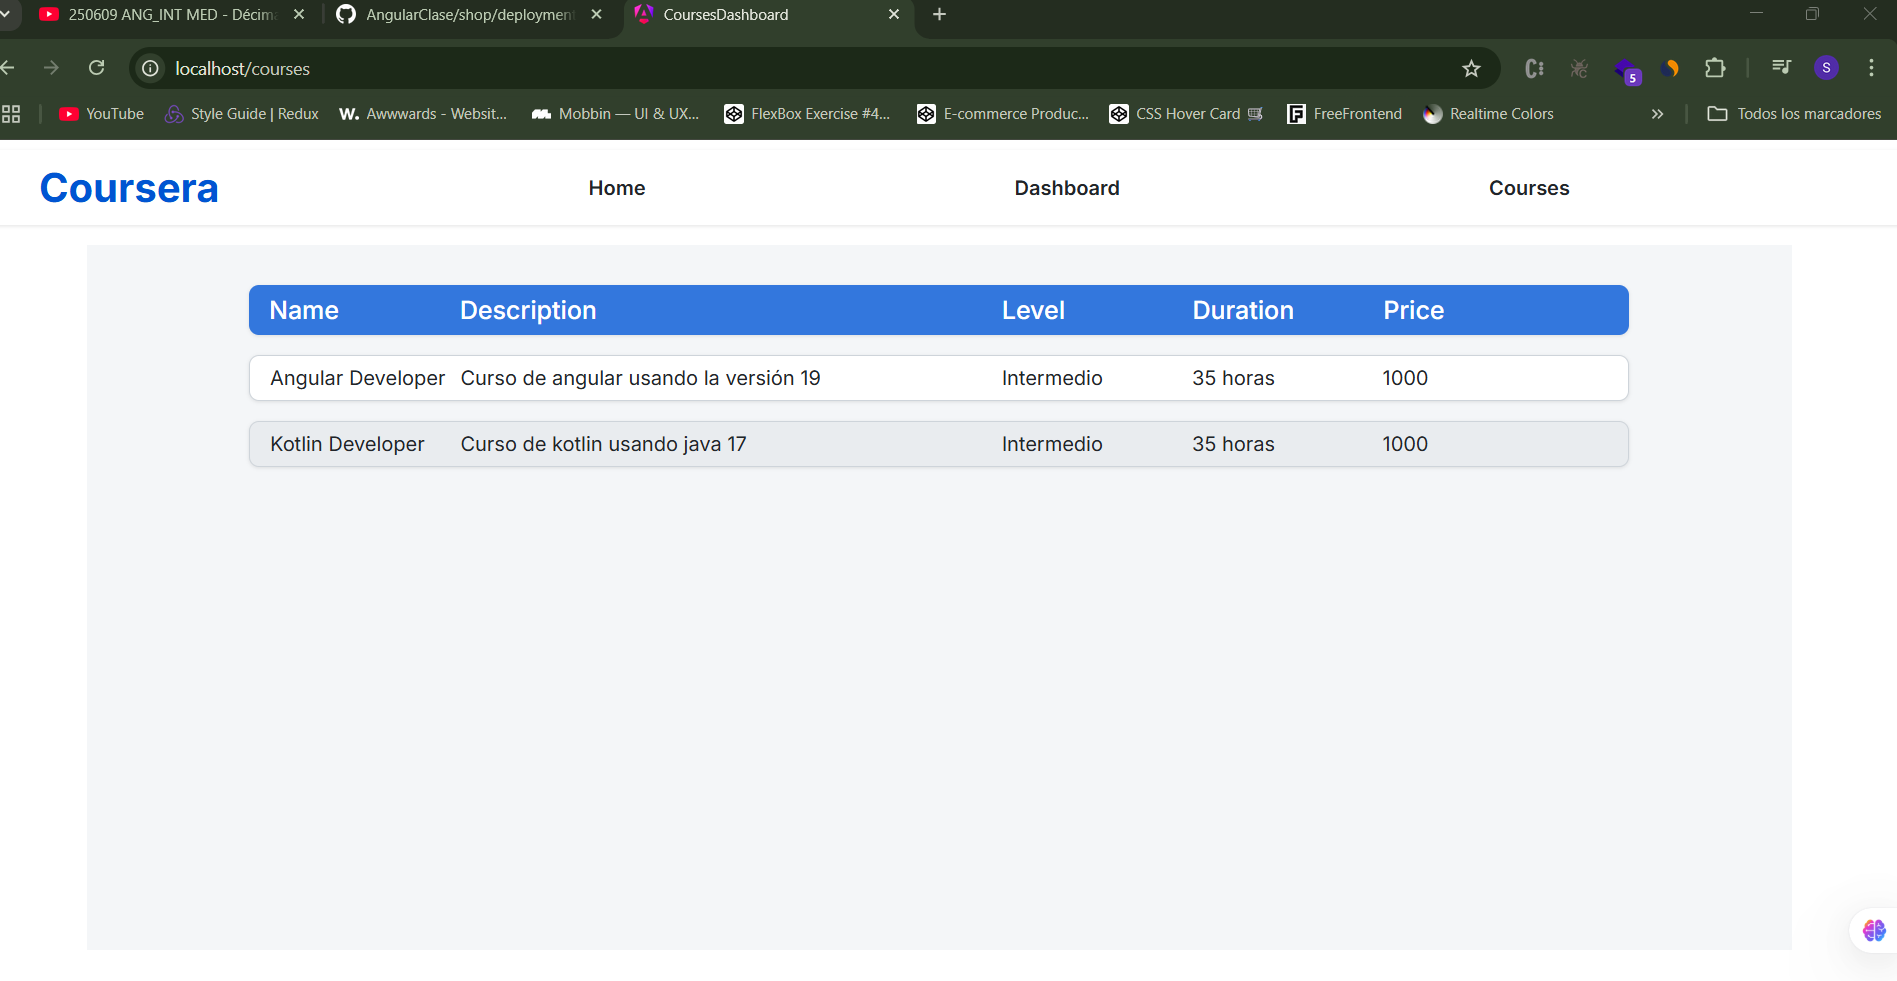 250609 ANG_INT MED - Décima
AngularClase/shop/deployment
CoursesDashboard
localhost/courses
5
S
YouTube
Style Guide | Redux
W. Awwwards - Websit...
Mobbin — UI & UX...
FlexBox Exercise #4...
E-commerce Produc...
CSS Hover Card
FreeFrontend
Realtime Colors
Todos los marcadores
Coursera
Home
Dashboard
Courses
Name Description Level Duration Price
Angular Developer Curso de angular usando la versión 19 Intermedio 35 horas 1000
Kotlin Developer Curso de kotlin usando java 17 Intermedio 35 horas 1000